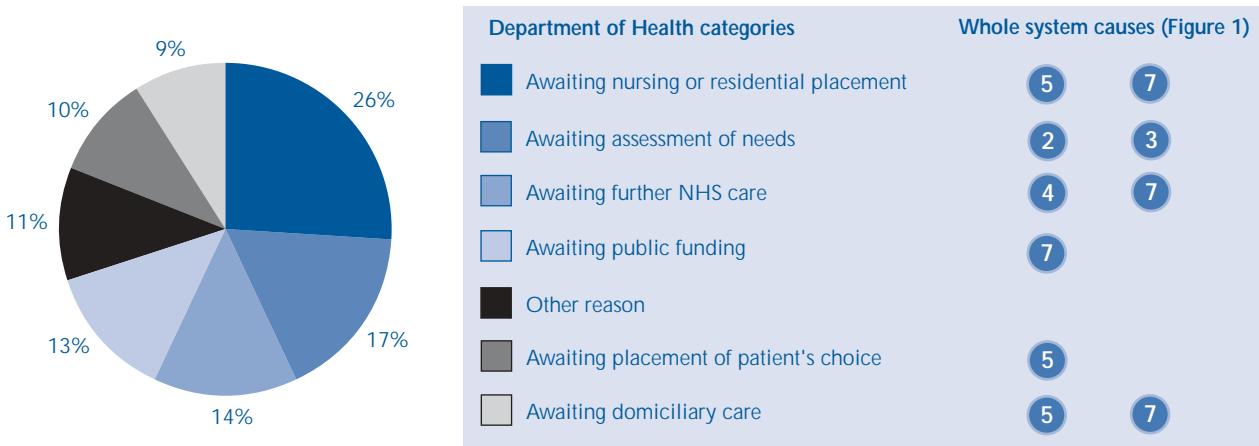 9%
10%
26%
11%
13%
17%
14%
Department of Health categories Whole system causes (Figure 1)
Awaiting nursing or residential placement 5 7
Awaiting assessment of needs 2 3
Awaiting further NHS care 4 7
Awaiting public funding 7
Other reason
Awaiting placement of patient's choice 5
Awaiting domiciliary care 5 7